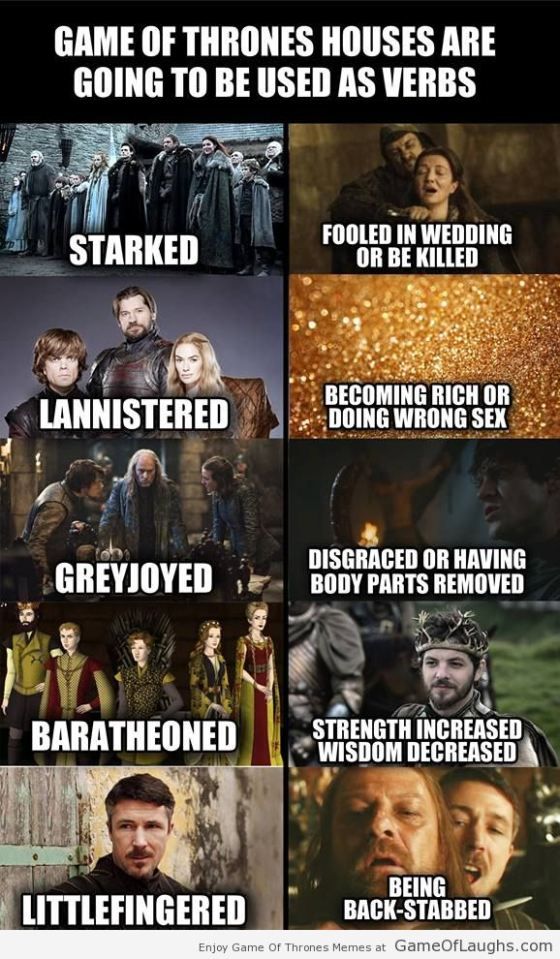 GAME OF THRONES HOUSES ARE
GOING TO BE USED AS VERBS
STARKED
FOOLED IN WEDDING
OR BE KILLED
LANNISTERED
BECOMING RICH OR
DOING WRONG SEX
GREYJOYED
DISGRACED OR HAVING
BODY PARTS REMOVED
BARATHEONED
STRENGTH INCREASED
WISDOM DECREASED
LITTLEFINGERED
BEING
BACK-STABBED
Enjoy Game Of Thrones Memes at GameOfLaughs.com